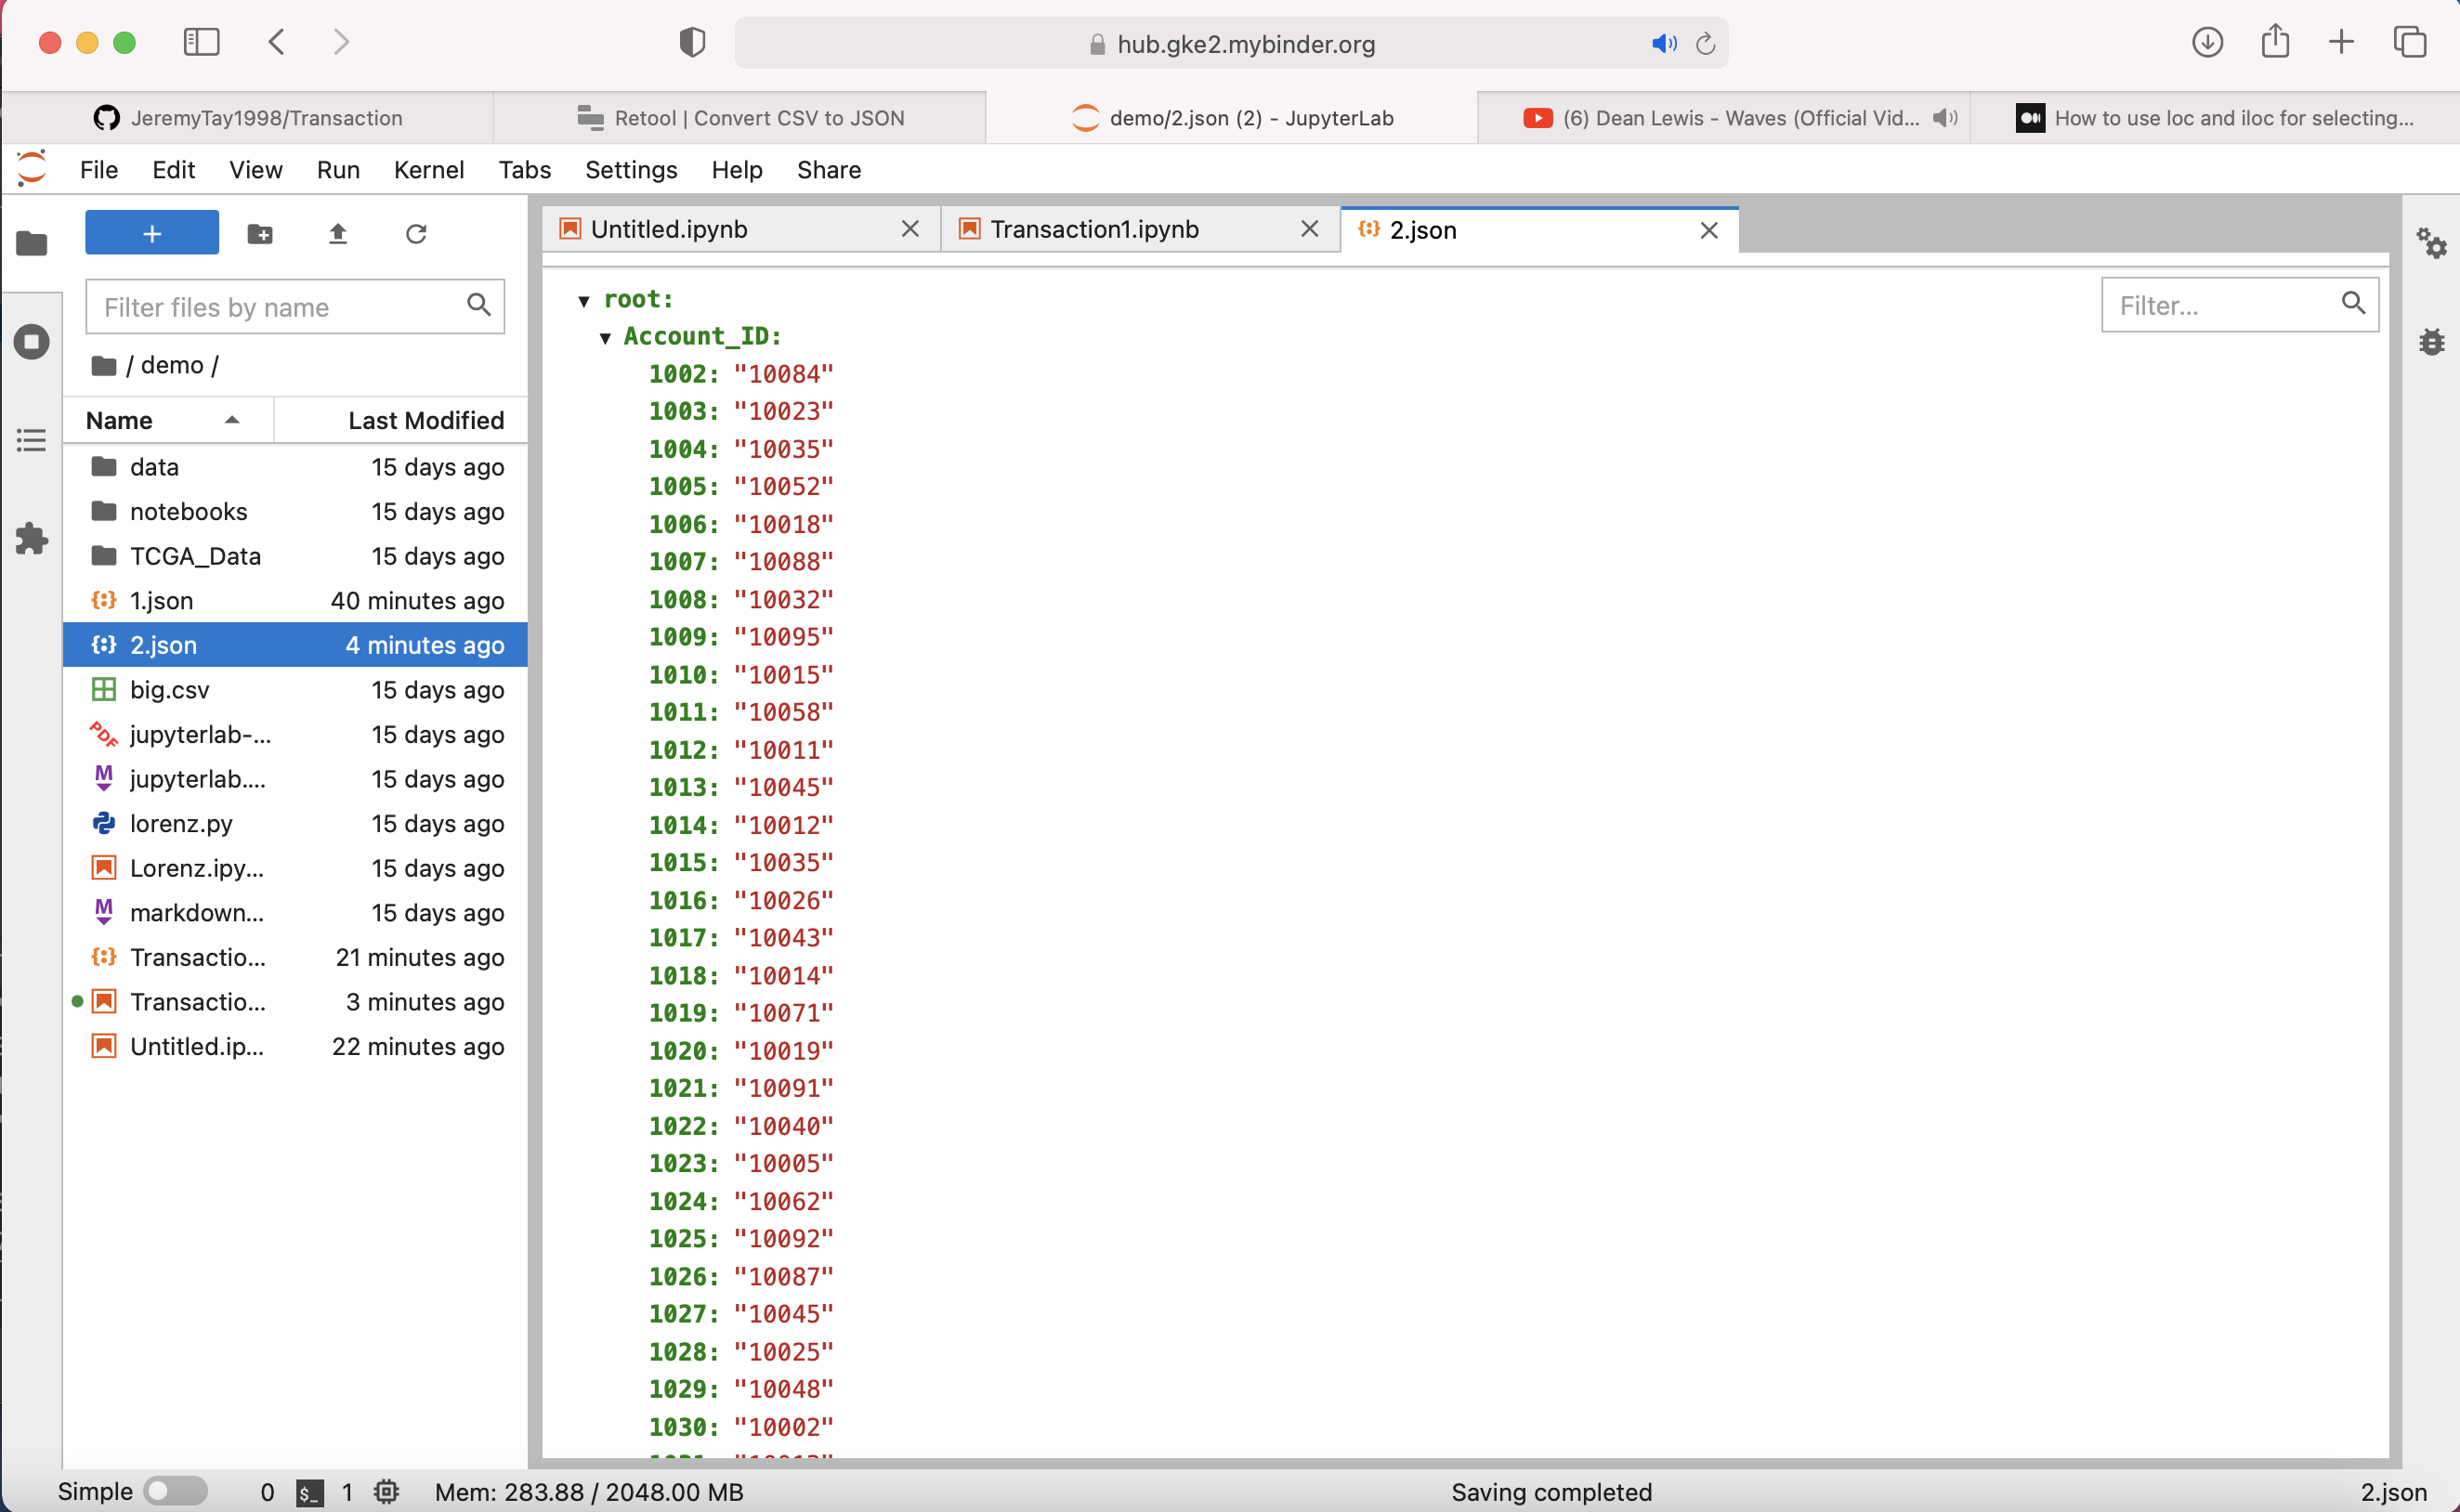 hub.gke2.mybinder.org
JeremyTay1998/Transaction
Retool | Convert CSV to JSON
demo/2.json (2) - JupyterLab
(6) Dean Lewis - Waves (Official Vid...
How to use loc and iloc for selecting...
File Edit View Run Kernel Tabs Settings Help Share
Filter files by name
/ demo /
Name Last Modified
data 15 days ago
notebooks 15 days ago
TCGA_Data 15 days ago
1.json 40 minutes ago
2.json 4 minutes ago
big.csv 15 days ago
jupyterlab-... 15 days ago
jupyterlab.... 15 days ago
lorenz.py 15 days ago
Lorenz.ipy... 15 days ago
markdown... 15 days ago
Transactio... 21 minutes ago
Transactio... 3 minutes ago
Untitled.ip... 22 minutes ago
Untitled.ipynb
Transaction1.ipynb
2.json
Filter...
root:
Account_ID:
1002: "10084"
1003: "10023"
1004: "10035"
1005: "10052"
1006: "10018"
1007: "10088"
1008: "10032"
1009: "10095"
1010: "10015"
1011: "10058"
1012: "10011"
1013: "10045"
1014: "10012"
1015: "10035"
1016: "10026"
1017: "10043"
1018: "10014"
1019: "10071"
1020: "10019"
1021: "10091"
1022: "10040"
1023: "10005"
1024: "10062"
1025: "10092"
1026: "10087"
1027: "10045"
1028: "10025"
1029: "10048"
1030: "10002"
Simple 0 $_ 1 Mem: 283.88 / 2048.00 MB Saving completed 2.json